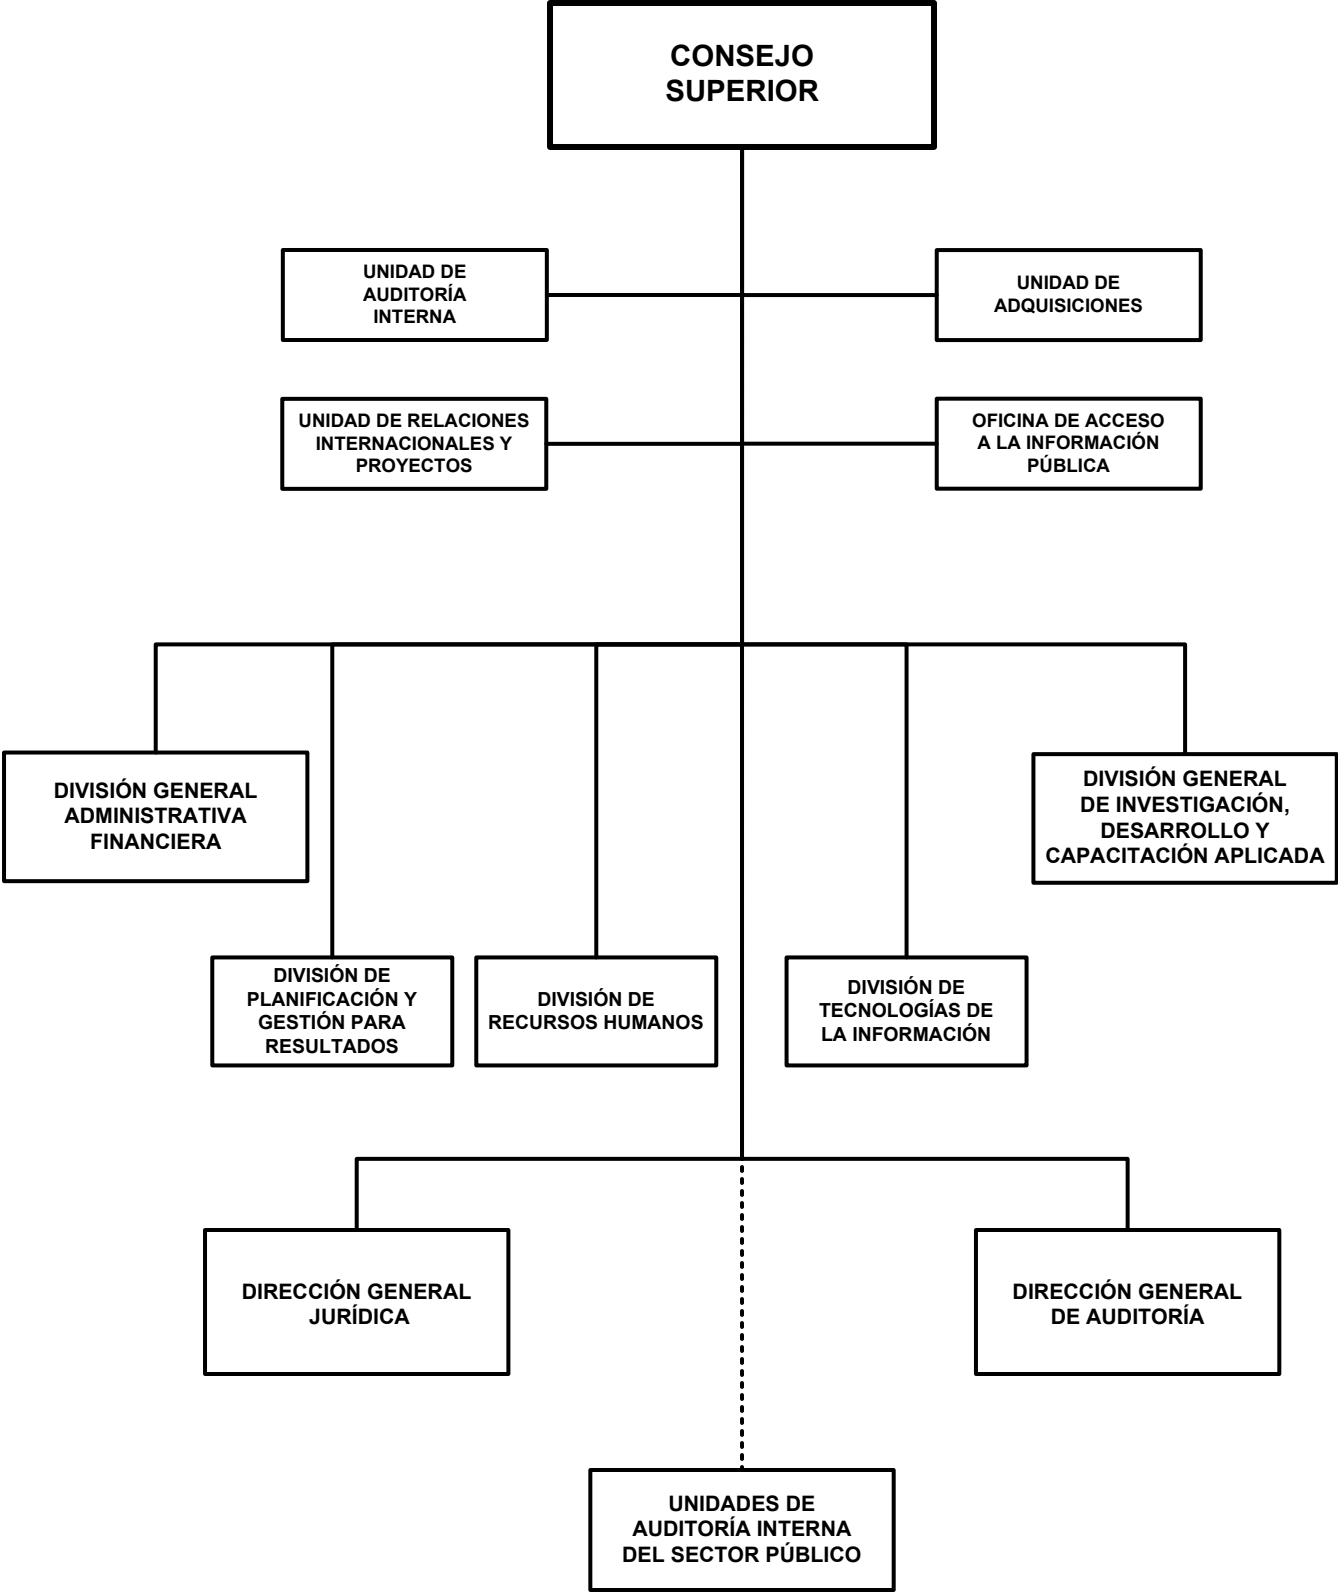 CONSEJO
SUPERIOR
UNIDAD DE
AUDITORÍA
INTERNA
UNIDAD DE
ADQUISICIONES
UNIDAD DE RELACIONES
INTERNACIONALES Y
PROYECTOS
OFICINA DE ACCESO
A LA INFORMACIÓN
PÚBLICA
DIVISIÓN GENERAL
ADMINISTRATIVA
FINANCIERA
DIVISIÓN GENERAL
DE INVESTIGACIÓN,
DESARROLLO Y
CAPACITACIÓN APLICADA
DIVISIÓN DE
PLANIFICACIÓN Y
GESTIÓN PARA
RESULTADOS
DIVISIÓN DE
RECURSOS HUMANOS
DIVISIÓN DE
TECNOLOGÍAS DE
LA INFORMACIÓN
DIRECCIÓN GENERAL
JURÍDICA
DIRECCIÓN GENERAL
DE AUDITORÍA
UNIDADES DE
AUDITORÍA INTERNA
DEL SECTOR PÚBLICO